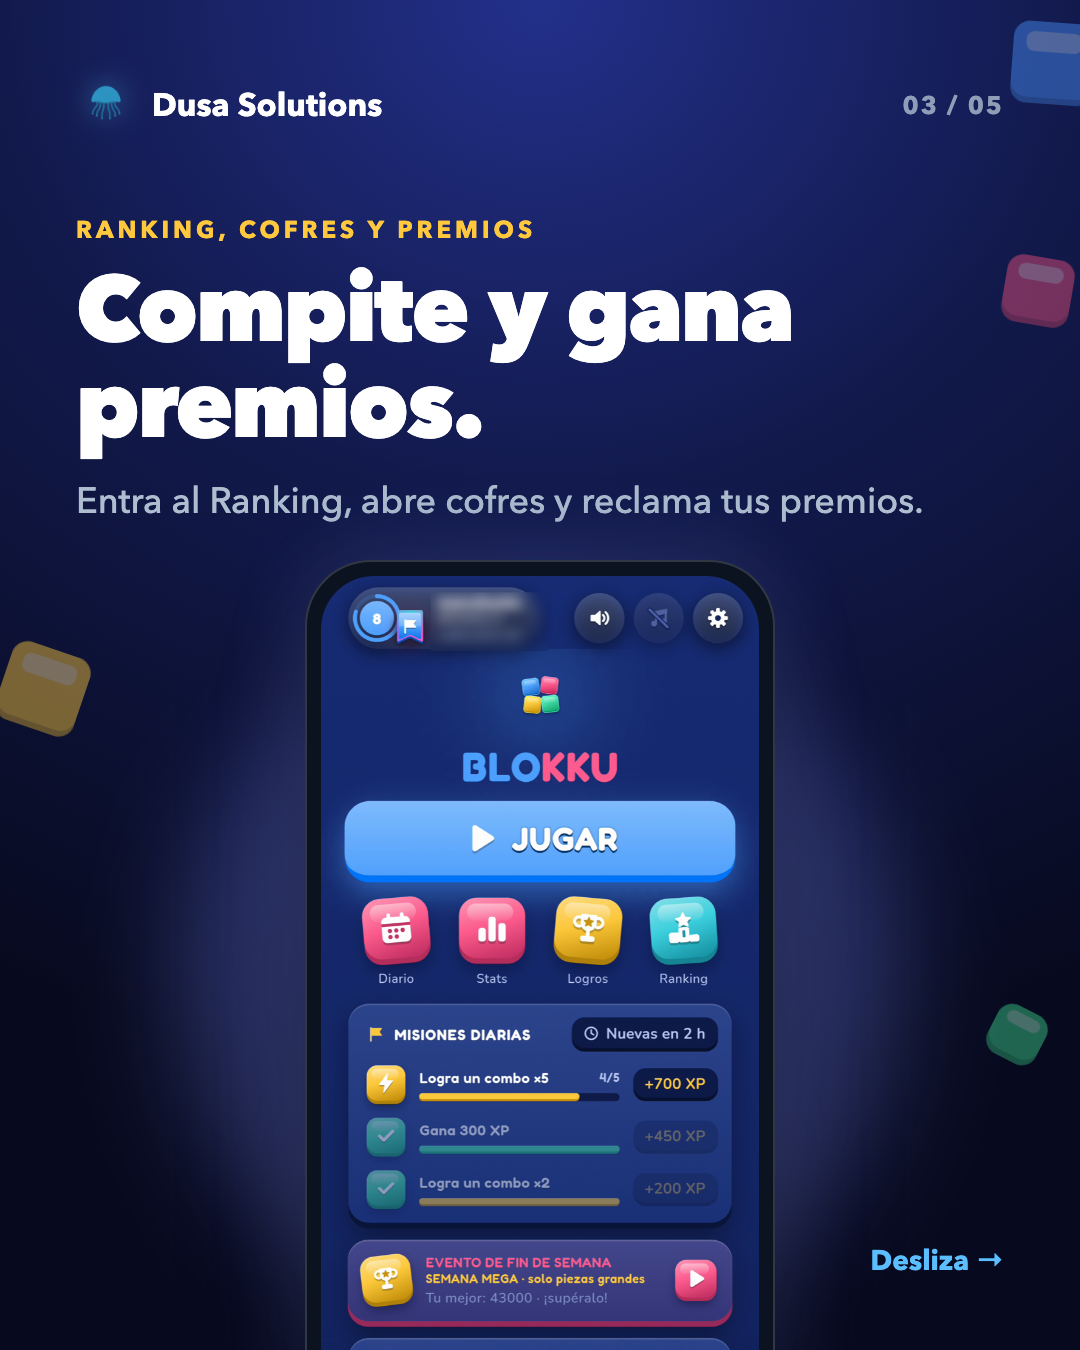 Dusa Solutions
03 / 05
RANKING, COFRES Y PREMIOS
Compite y gana
premios.
Entra al Ranking, abre cofres y reclama tus premios.
8
BLOKKU
JUGAR
Diario
Stats
Logros
Ranking
MISIONES DIARIAS
Nuevas en 2 h
Logra un combo ×5
4/5
+700 XP
Gana 300 XP
+450 XP
Logra un combo ×2
+200 XP
EVENTO DE FIN DE SEMANA
SEMANA MEGA · solo piezas grandes
Tu mejor: 43000 · ¡supéralo!
Desliza →